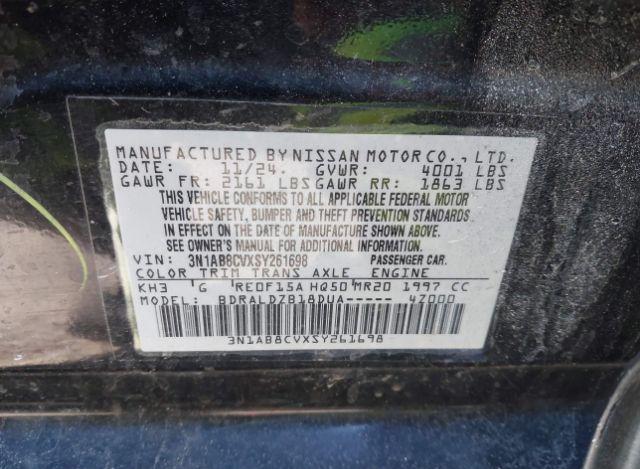 MANUFACTURED BY NISSAN MOTOR CO., LTD.
DATE: 11/24. GVWR: 4001 LBS
GAWR FR: 2161 LBS GAWR RR: 1863 LBS
THIS VEHICLE CONFORMS TO ALL APPLICABLE FEDERAL MOTOR
VEHICLE SAFETY, BUMPER AND THEFT PREVENTION STANDARDS
IN EFFECT ON THE DATE OF MANUFACTURE SHOWN ABOVE.
SEE OWNER'S MANUAL FOR ADDITIONAL INFORMATION.
VIN: 3N1AB8CVXSY261698 PASSENGER CAR.
COLOR TRIM TRANS AXLE ENGINE
KH3 G RE0F15A HQ50 MR20 1997 CC
MODEL: BDRALDZB18DUA----- 4Z000
3N1AB8CVXSY261698